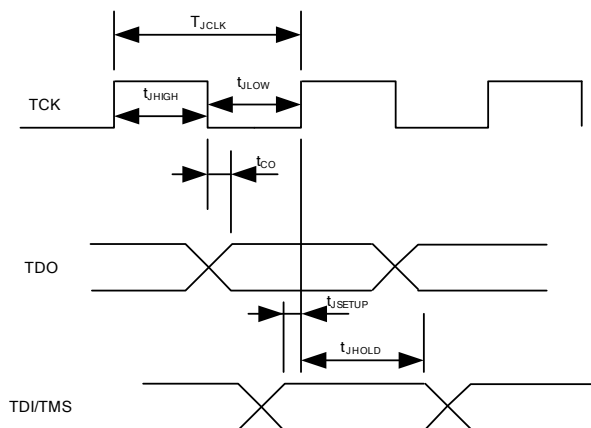 TJCLK
tJHIGH
tJLOW
TCK
tCO
TDO
tJSETUP
tJHOLD
TDI/TMS